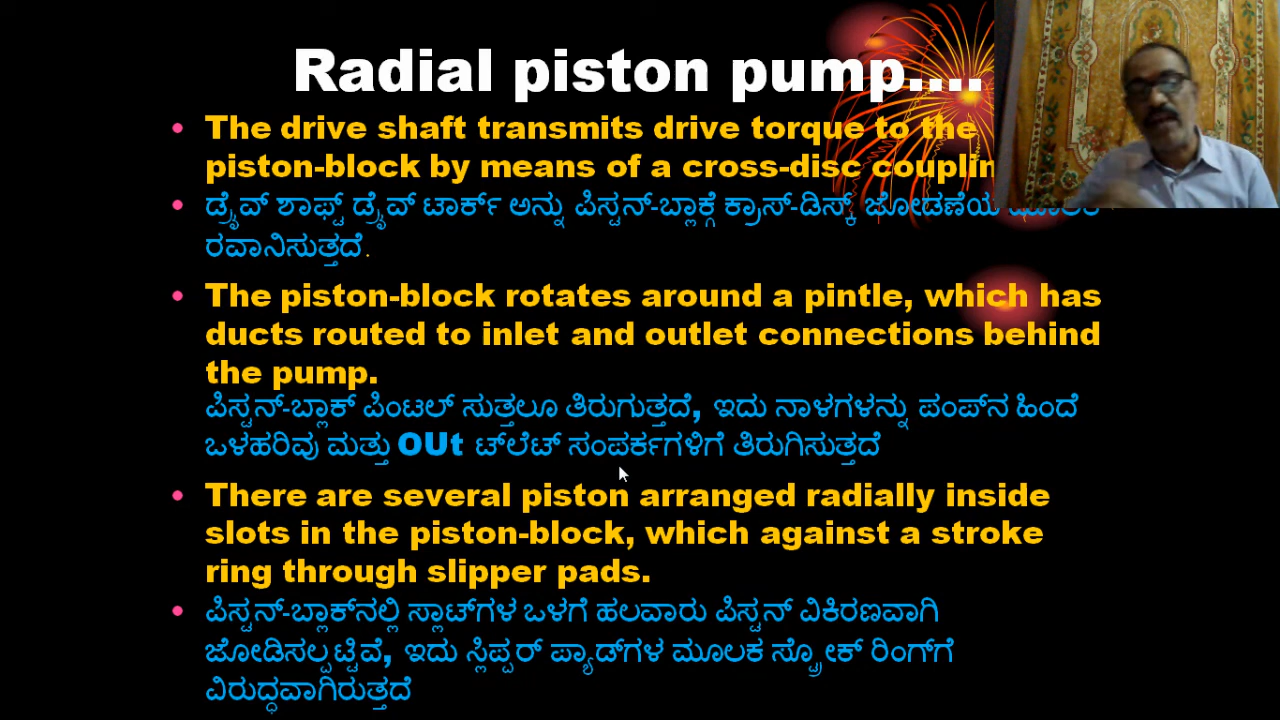 Radial piston pump....
• The drive shaft transmits drive torque to the
piston-block by means of a cross-disc
• ಡ್ರೈವ್ ಶಾಫ್ಟ್ ಡ್ರೈವ್ ಟಾರ್ಕ್ ಅನ್ನು ಪಿಸ್ಟನ್-ಬ್ಲಾಕ್ಗೆ ಕ್ರಾಸ್-ಡಿಸ್ಕ್ ಜೋಡಣೆಯ
ರವಾನಿಸುತ್ತದೆ.
• The piston-block rotates around a pintle, which has
ducts routed to inlet and outlet connections behind
the pump.
ಪಿಸ್ಟನ್-ಬ್ಲಾಕ್ ಪಿಂಟಲ್ ಸುತ್ತಲೂ ತಿರುಗುತ್ತದೆ, ಇದು ನಾಳಗಳನ್ನು ಪಂಪ್‌ನ ಹಿಂದೆ
ಒಳಹರಿವು ಮತ್ತು OUt ಟ್‌ಲೆಟ್ ಸಂಪರ್ಕಗಳಿಗೆ ತಿರುಗಿಸುತ್ತದೆ
• There are several piston arranged radially inside
slots in the piston-block, which against a stroke
ring through slipper pads.
• ಪಿಸ್ಟನ್-ಬ್ಲಾಕ್‌ನಲ್ಲಿ ಸ್ಲಾಟ್‌ಗಳ ಒಳಗೆ ಹಲವಾರು ಪಿಸ್ಟನ್ ವಿಕಿರಣವಾಗಿ
ಜೋಡಿಸಲ್ಪಟ್ಟಿವೆ, ಇದು ಸ್ಲಿಪ್ಪರ್ ಪ್ಯಾಡ್‌ಗಳ ಮೂಲಕ ಸ್ಟ್ರೋಕ್ ರಿಂಗ್‌ಗೆ
ವಿರುದ್ಧವಾಗಿರುತ್ತದೆ